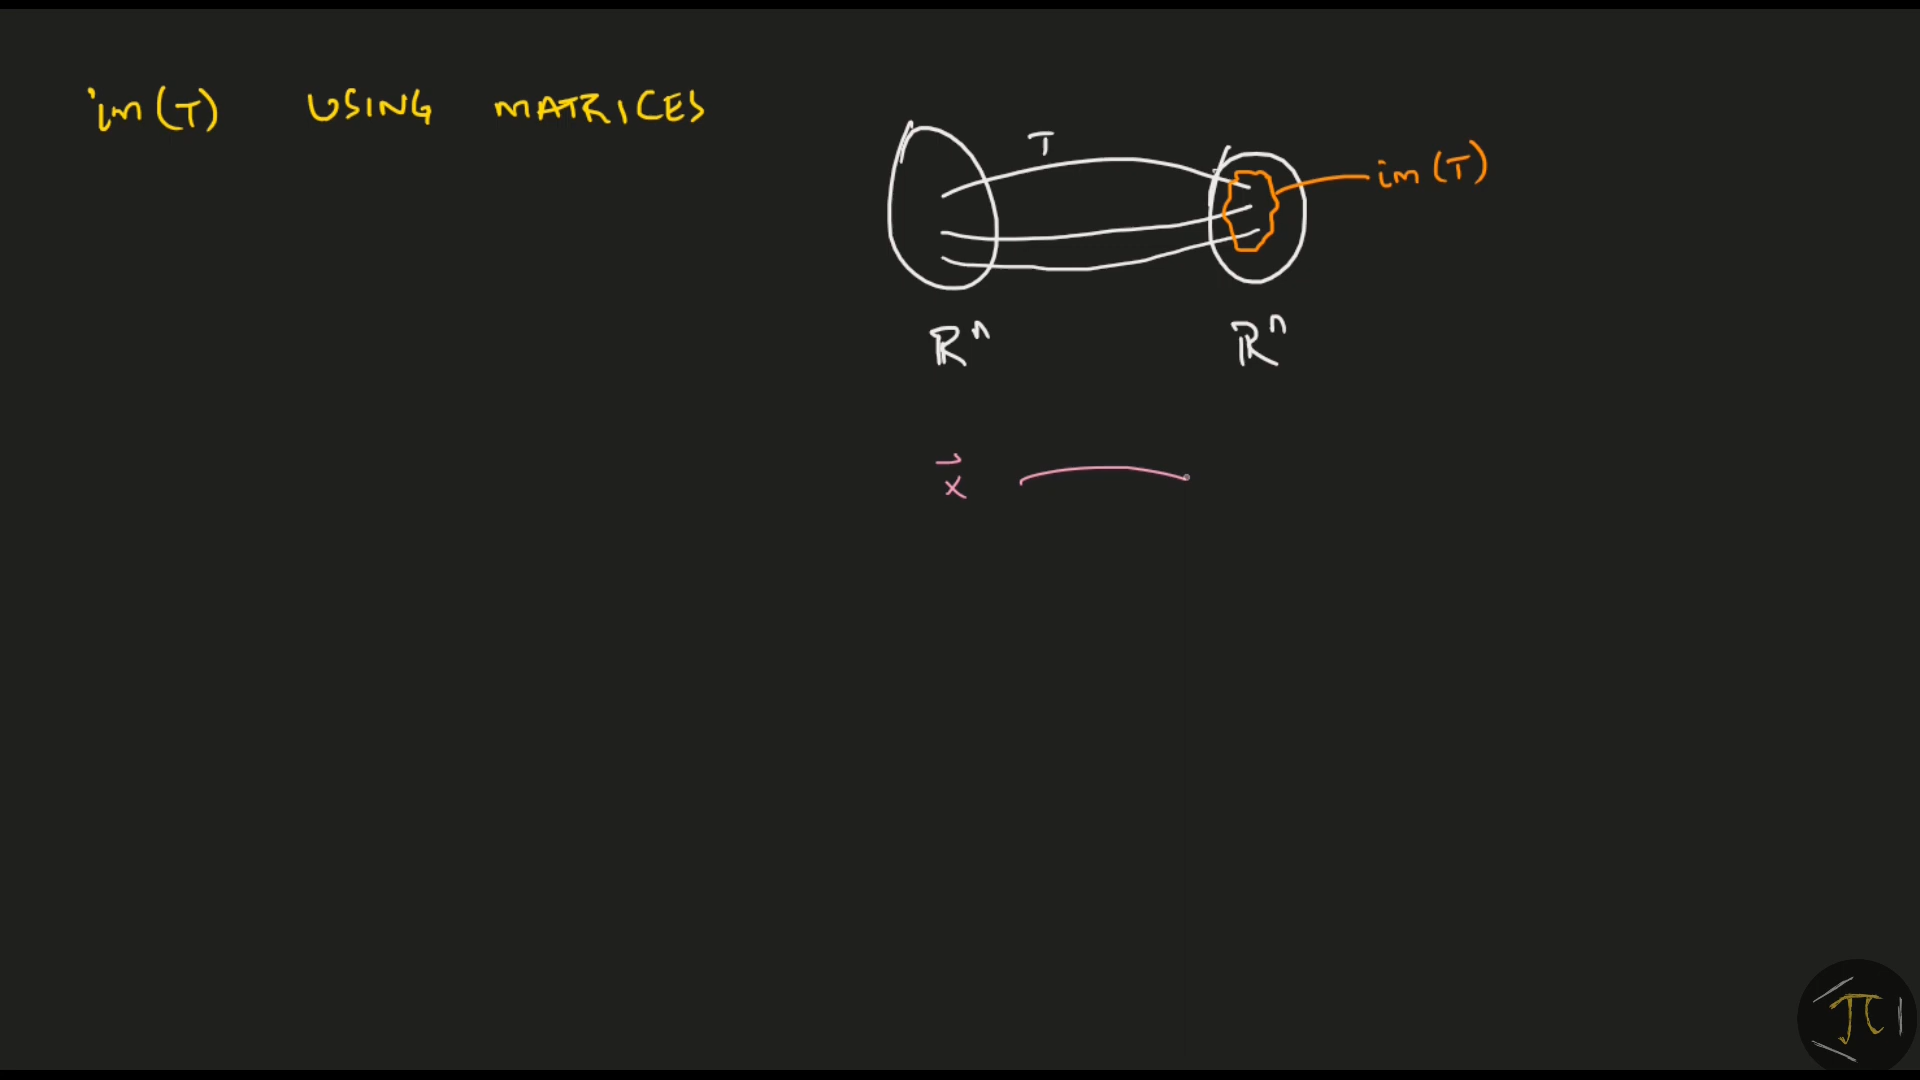 im(T) USING MATRICES
T
im(T)
ℝⁿ ℝⁿ
x⃗
π